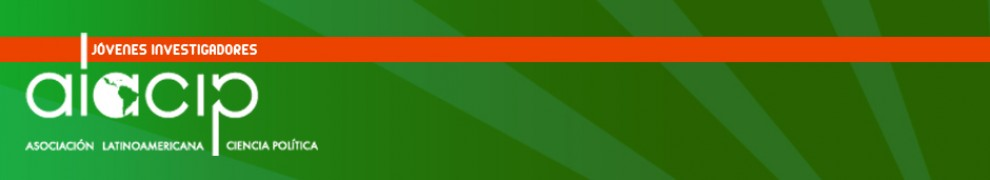 JÓVENES INVESTIGADORES
alacip
ASOCIACIÓN LATINOAMERICANA CIENCIA POLÍTICA